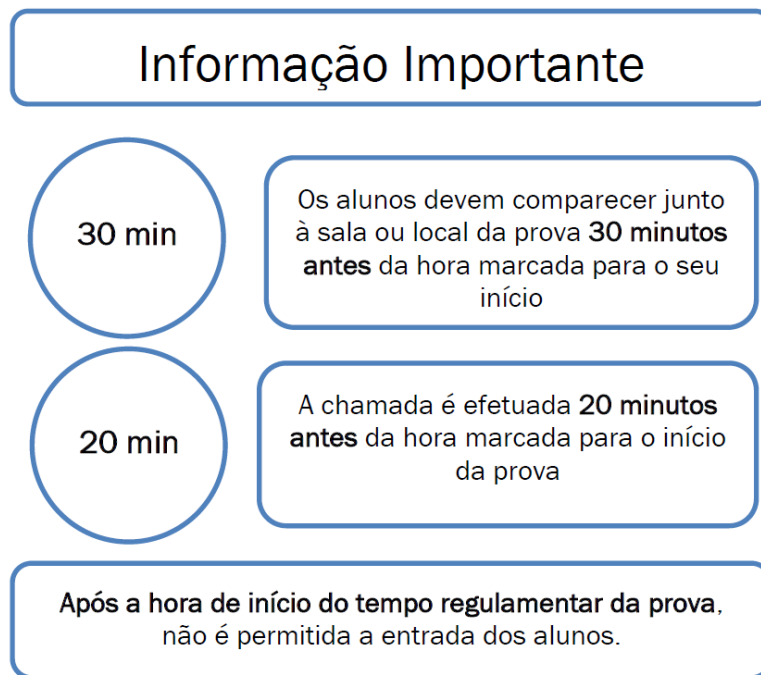 Informação Importante
30 min
Os alunos devem comparecer junto
à sala ou local da prova 30 minutos
antes da hora marcada para o seu
início
20 min
A chamada é efetuada 20 minutos
antes da hora marcada para o início
da prova
Após a hora de início do tempo regulamentar da prova,
não é permitida a entrada dos alunos.